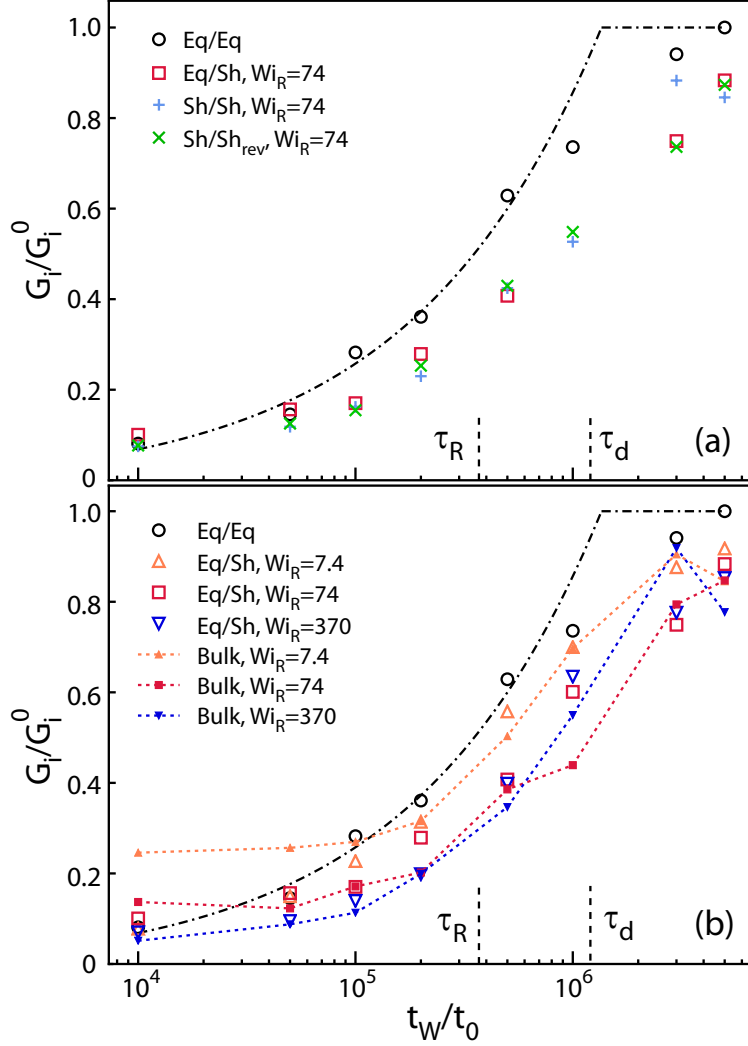 1.0
0.8
0.6
0.4
0.2
0
G_i/G_i^0
Eq/Eq
Eq/Sh, Wi_R=74
Sh/Sh, Wi_R=74
Sh/Sh_rev, Wi_R=74
τ_R
τ_d
(a)
1.0
0.8
0.6
0.4
0.2
0
G_i/G_i^0
Eq/Eq
Eq/Sh, Wi_R=7.4
Eq/Sh, Wi_R=74
Eq/Sh, Wi_R=370
Bulk, Wi_R=7.4
Bulk, Wi_R=74
Bulk, Wi_R=370
τ_R
τ_d
(b)
10^4
10^5
10^6
t_W/t_0